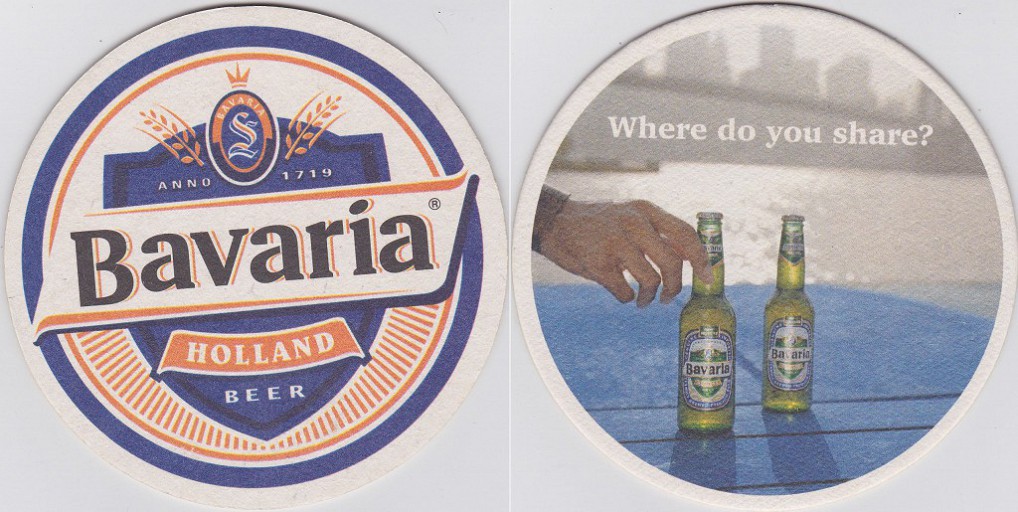 BAVARIA
S
ANNO 1719
Bavaria®
HOLLAND
BEER
Where do you share?
Bavaria
Bavaria